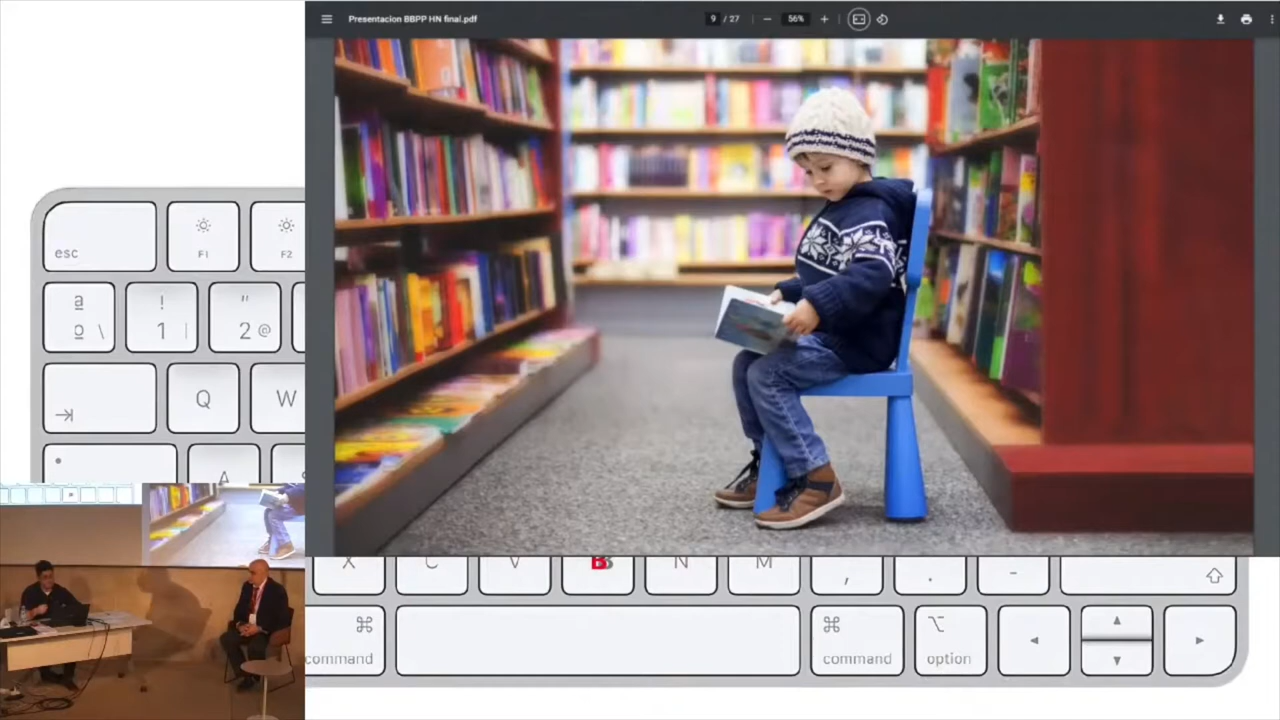 Presentacion BBPP HN final.pdf 9 / 27 56%
esc F1 F2
ª º \ ! 1 | " 2 @
Q W
A
X C V B N M , . -
⌘ command ⌘ command ⌥ option